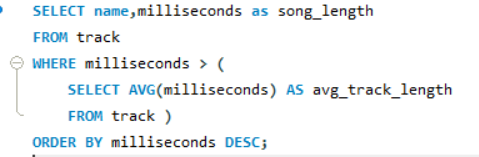 SELECT name,milliseconds as song_length
FROM track
WHERE milliseconds > (
SELECT AVG(milliseconds) AS avg_track_length
FROM track )
ORDER BY milliseconds DESC;